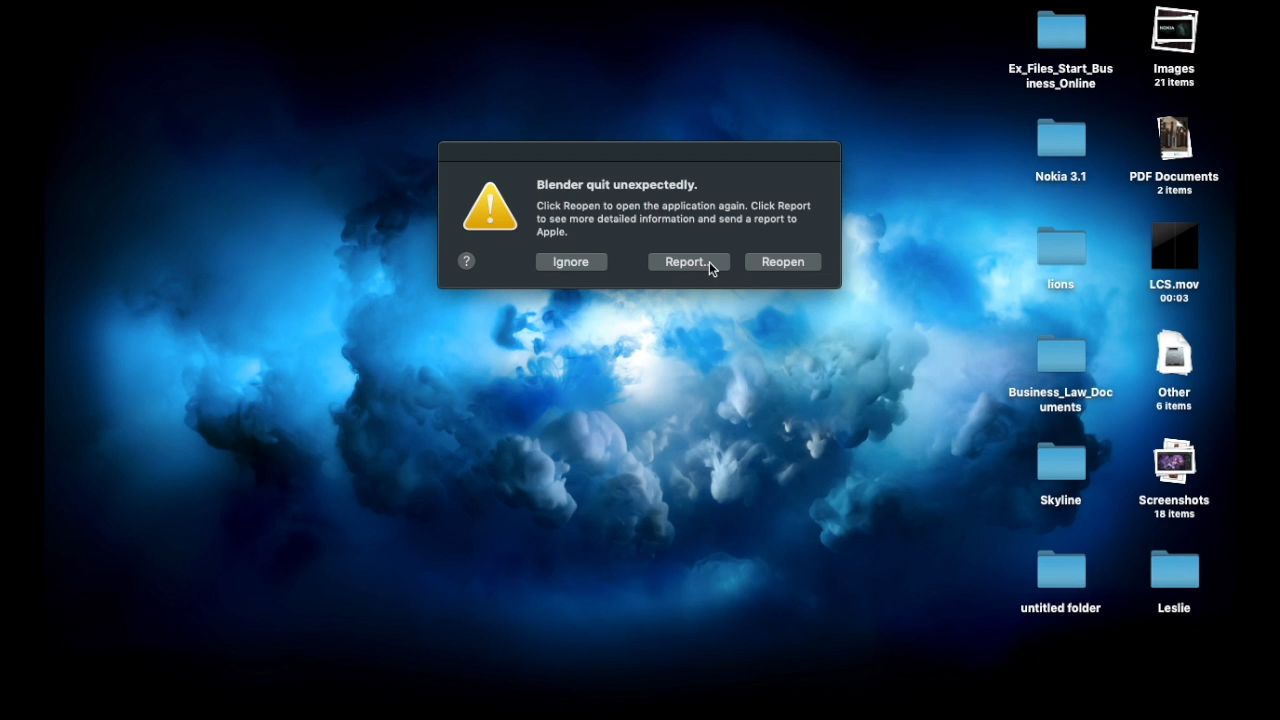 Blender quit unexpectedly.
Click Reopen to open the application again. Click Report
to see more detailed information and send a report to
Apple.
?
Ignore
Report...
Reopen
Ex_Files_Start_Bus
iness_Online
Images
21 items
Nokia 3.1
PDF Documents
2 items
lions
LCS.mov
00:03
Business_Law_Doc
uments
Other
6 items
Skyline
Screenshots
18 items
untitled folder
Leslie
NOKIA